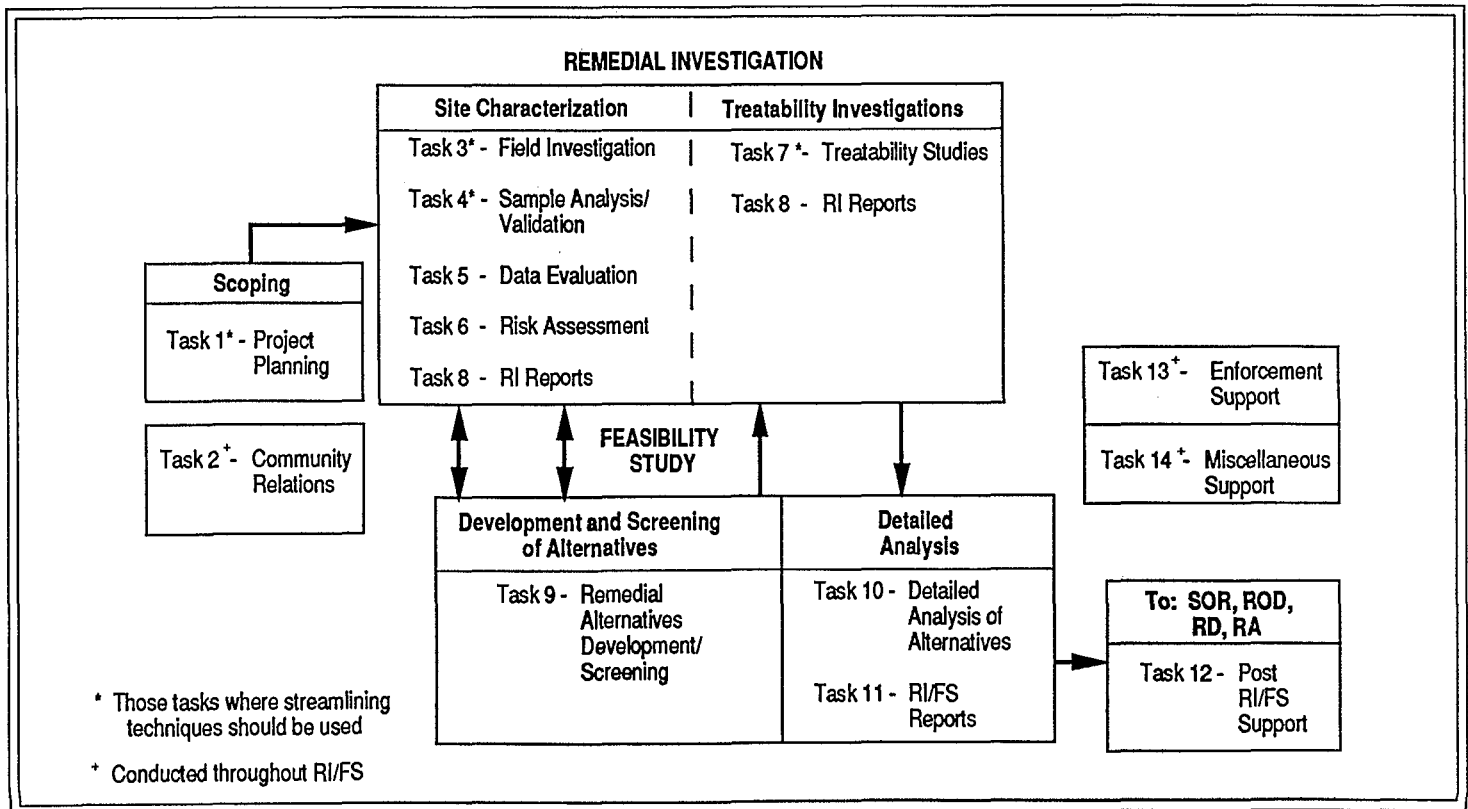 REMEDIAL INVESTIGATION
Site Characterization
Task 3* - Field Investigation
Task 4* - Sample Analysis/
Validation
Task 5 - Data Evaluation
Task 6 - Risk Assessment
Task 8 - RI Reports
Treatability Investigations
Task 7 *- Treatability Studies
Task 8 - RI Reports
Scoping
Task 1* - Project
Planning
Task 2+- Community
Relations
FEASIBILITY
STUDY
Development and Screening
of Alternatives
Task 9 - Remedial
Alternatives
Development/
Screening
Detailed
Analysis
Task 10 - Detailed
Analysis of
Alternatives
Task 11 - RI/FS
Reports
Task 13+- Enforcement
Support
Task 14 +- Miscellaneous
Support
To: SOR, ROD,
RD, RA
Task 12 - Post
RI/FS
Support
* Those tasks where streamlining
techniques should be used
+ Conducted throughout RI/FS